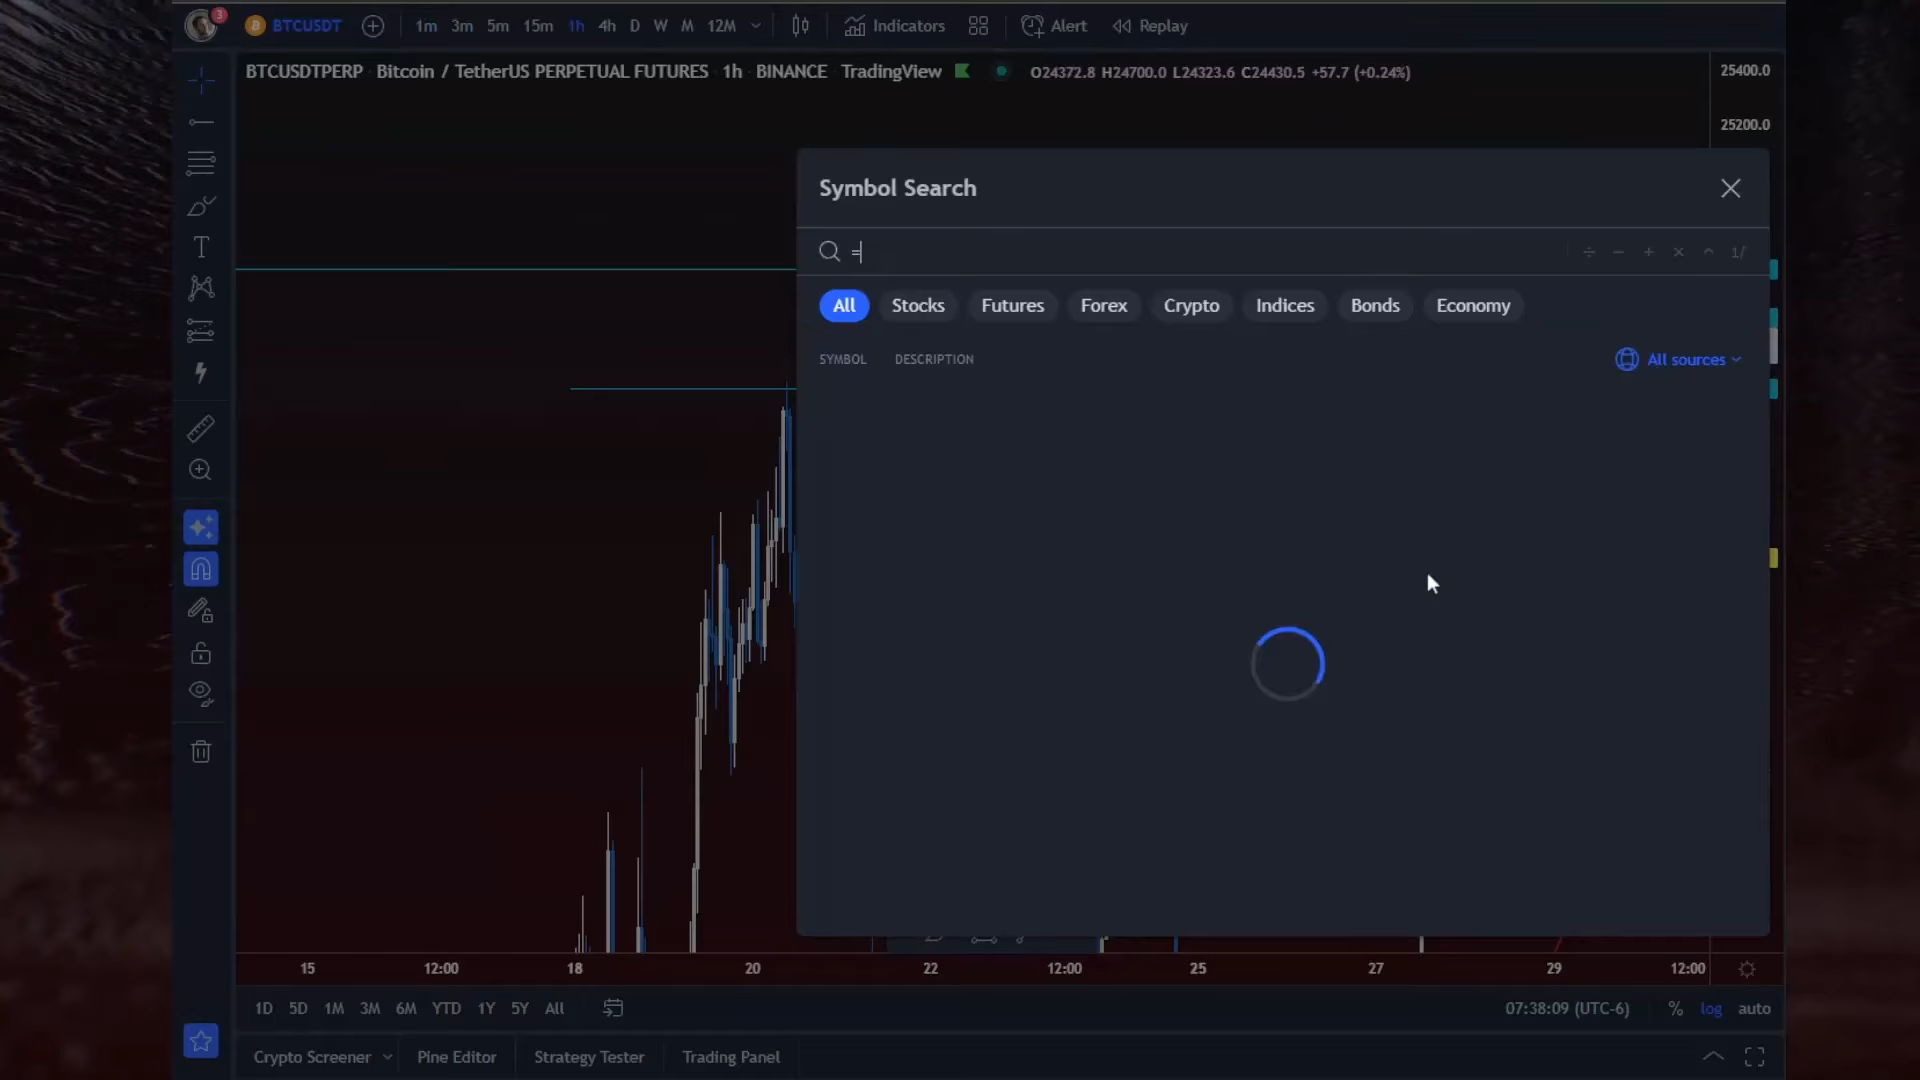 3
BTCUSDT 1m 3m 5m 15m 1h 4h D W M 12M Indicators Alert Replay
BTCUSDTPERP Bitcoin / TetherUS PERPETUAL FUTURES 1h BINANCE TradingView O24372.8 H24700.0 L24323.6 C24430.5 +57.7 (+0.24%)
25400.0
25200.0
Symbol Search
=
÷ − + × ^ 1/
All Stocks Futures Forex Crypto Indices Bonds Economy
SYMBOL DESCRIPTION All sources
15 12:00 18 20 22 12:00 25 27 29 12:00
1D 5D 1M 3M 6M YTD 1Y 5Y All 07:38:09 (UTC-6) % log auto
Crypto Screener Pine Editor Strategy Tester Trading Panel